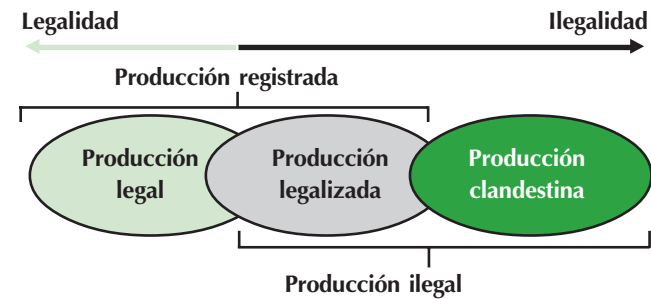 Legalidad
Ilegalidad
Producción registrada
Producción
legal
Producción
legalizada
Producción
clandestina
Producción ilegal